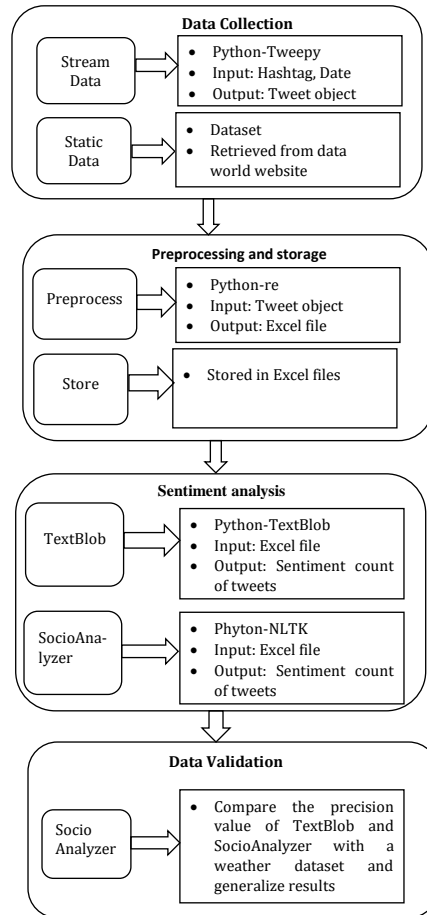 Data Collection
Stream
Data
• Python-Tweepy
• Input: Hashtag, Date
• Output: Tweet object
Static
Data
• Dataset
• Retrieved from data
world website
Preprocessing and storage
Preprocess
• Python-re
• Input: Tweet object
• Output: Excel file
Store
• Stored in Excel files
Sentiment analysis
TextBlob
• Python-TextBlob
• Input: Excel file
• Output: Sentiment count
of tweets
SocioAna-
lyzer
• Phyton-NLTK
• Input: Excel file
• Output: Sentiment count
of tweets
Data Validation
Socio
Analyzer
• Compare the precision
value of TextBlob and
SocioAnalyzer with a
weather dataset and
generalize results